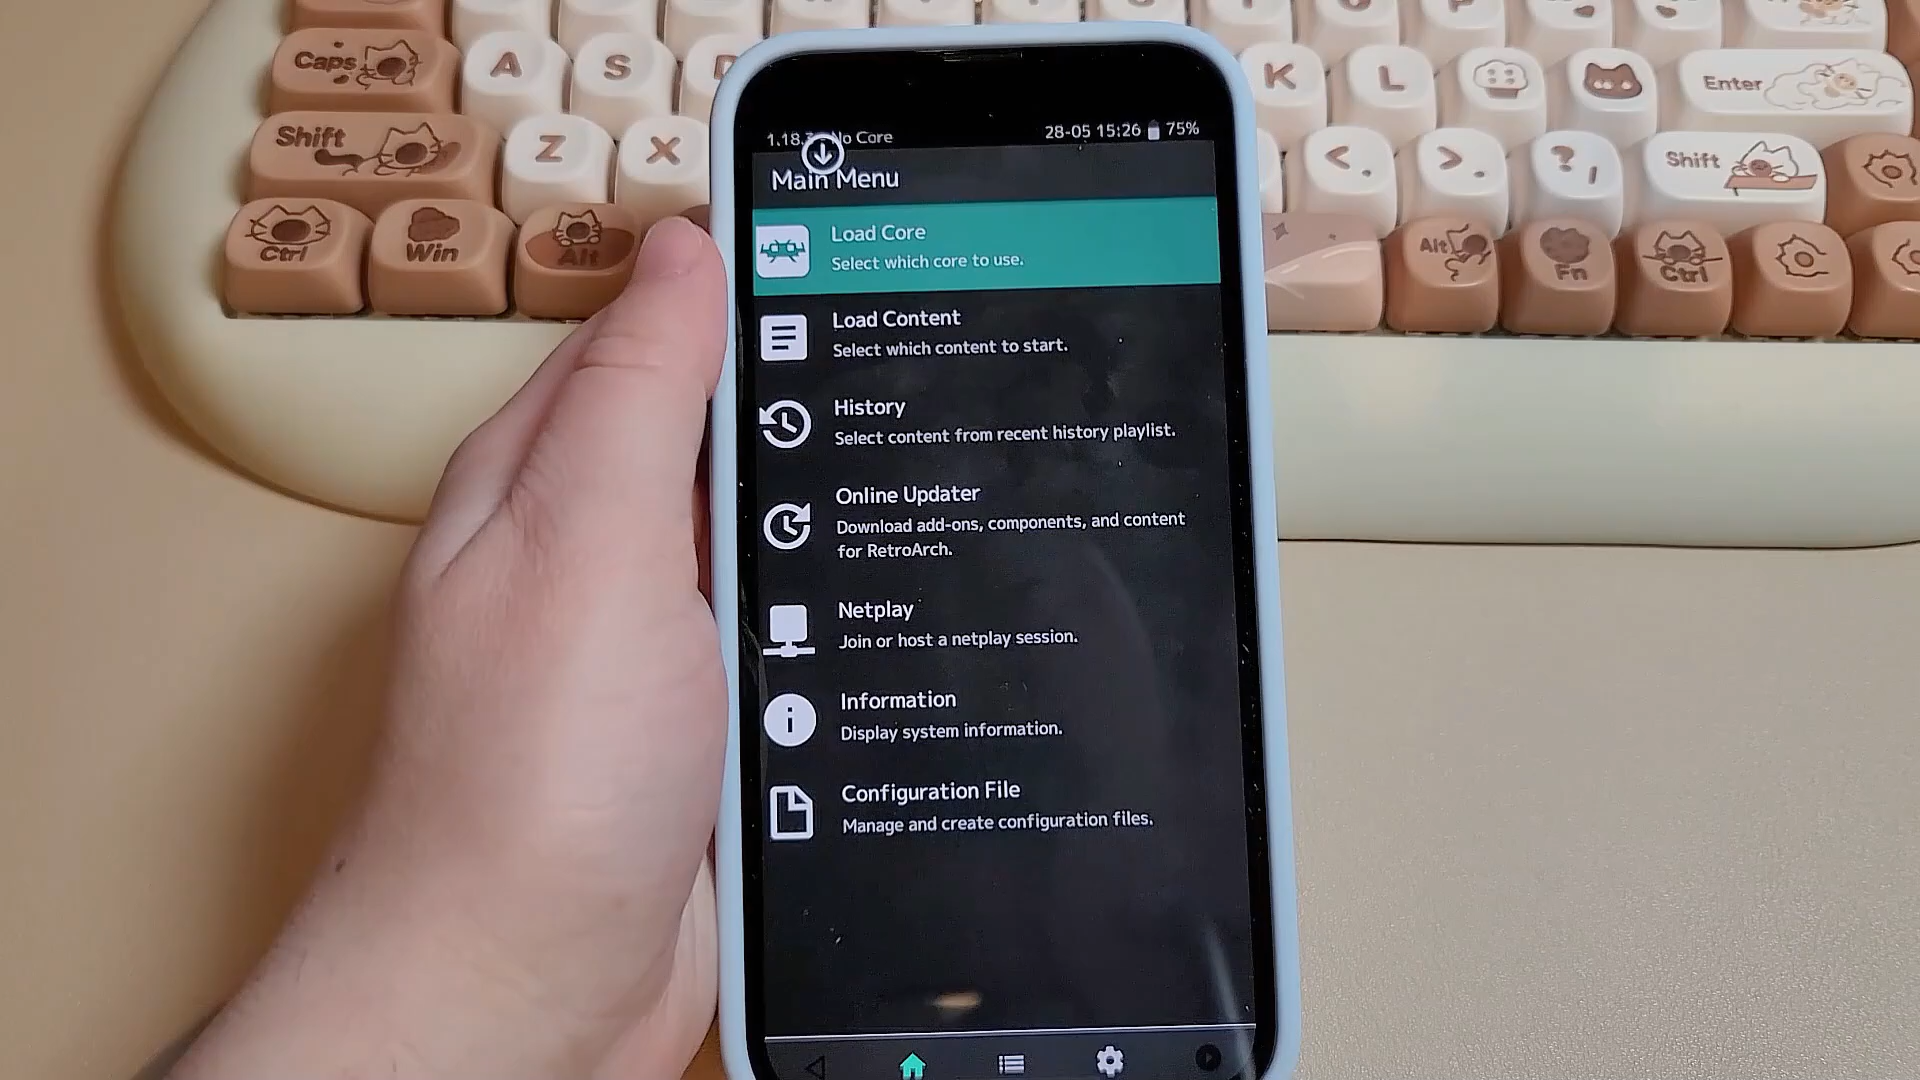 Caps A S D K L Enter
Shift Z X <, >. ? Shift
Ctrl Win Alt Alt Fn Ctrl
1.18. No Core 28-05 15:26 75%
Main Menu
Load Core
Select which core to use.
Load Content
Select which content to start.
History
Select content from recent history playlist.
Online Updater
Download add-ons, components, and content
for RetroArch.
Netplay
Join or host a netplay session.
Information
Display system information.
Configuration File
Manage and create configuration files.